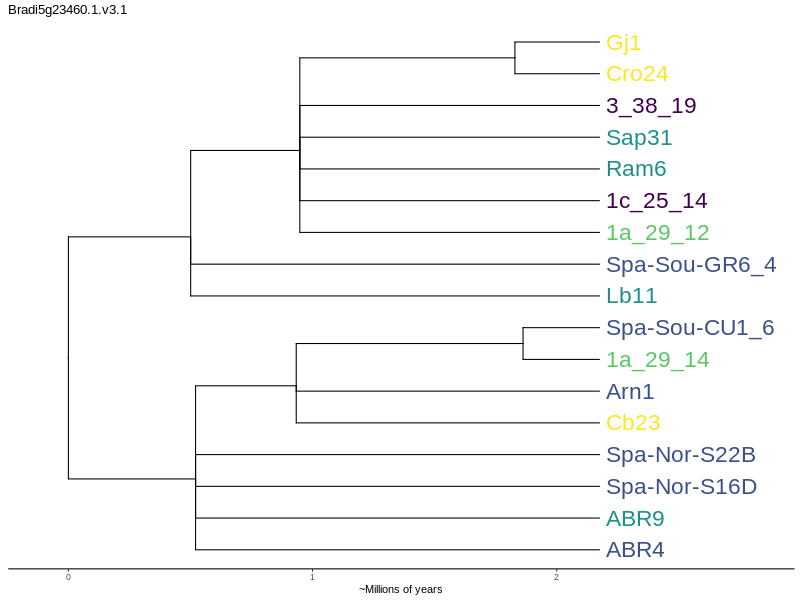 Bradi5g23460.1.v3.1
Gj1
Cro24
3_38_19
Sap31
Ram6
1c_25_14
1a_29_12
Spa-Sou-GR6_4
Lb11
Spa-Sou-CU1_6
1a_29_14
Arn1
Cb23
Spa-Nor-S22B
Spa-Nor-S16D
ABR9
ABR4
0 1 2
~Millions of years